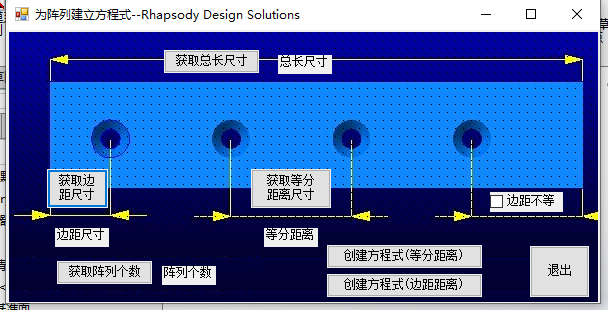 为阵列建立方程式--Rhapsody Design Solutions
获取总长尺寸
总长尺寸
获取边
距尺寸
获取等分
距离尺寸
边距不等
边距尺寸
等分距离
创建方程式(等分距离)
获取阵列个数
阵列个数
创建方程式(边距距离)
退出